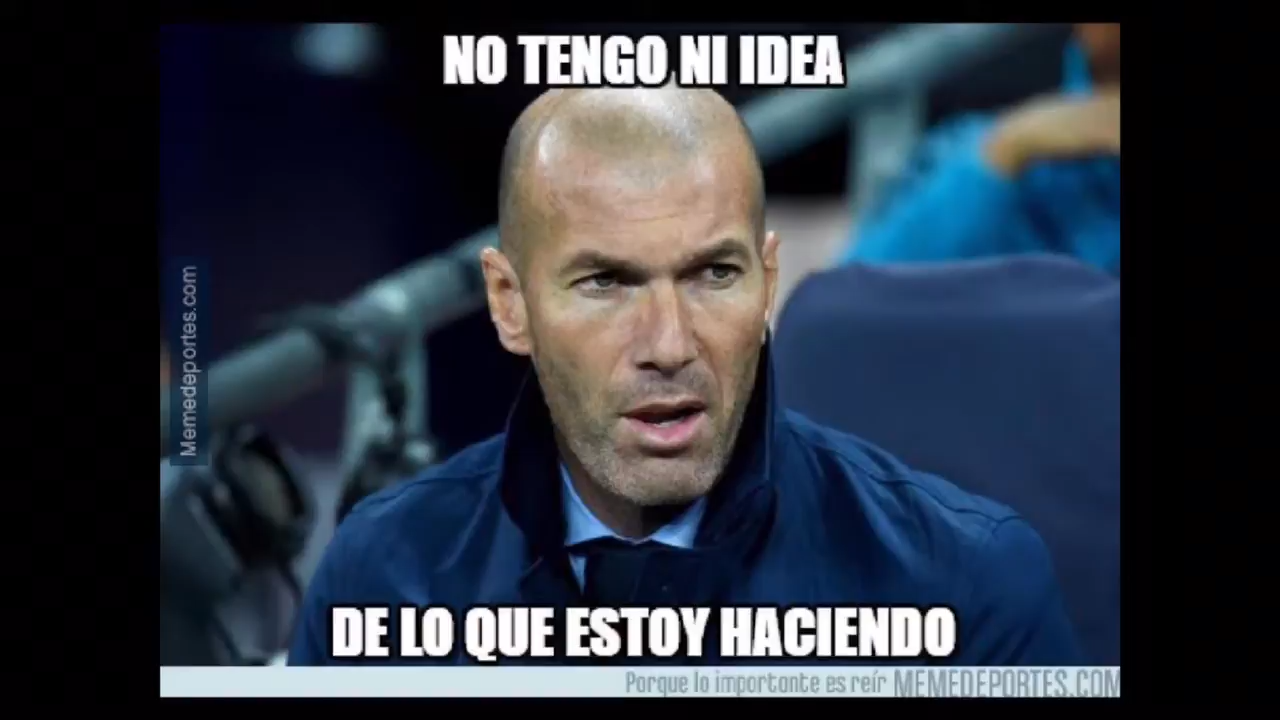 NO TENGO NI IDEA
Memedeportes.com
DE LO QUE ESTOY HACIENDO
Porque lo importante es reír MEMEDEPORTES.COM